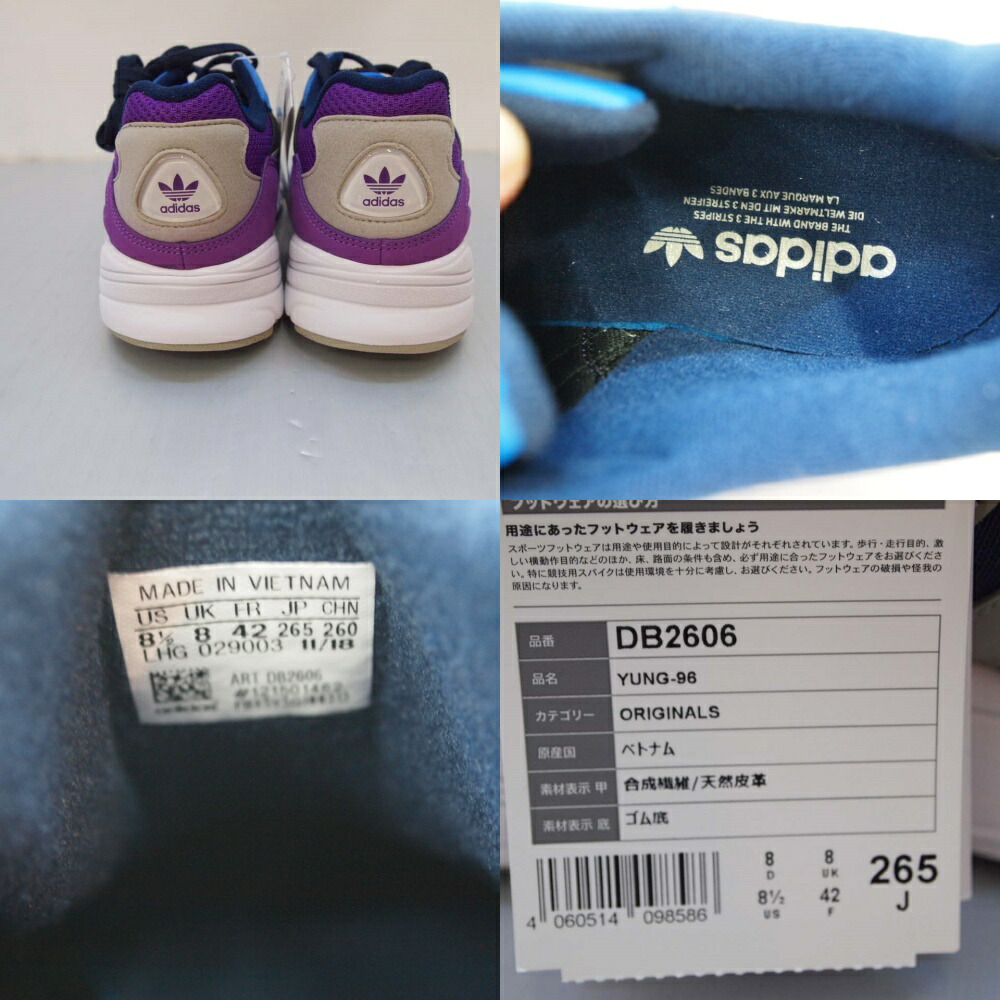 adidas
adidas
adidas
THE BRAND WITH THE 3 STRIPES
DIE WELTMARKE MIT DEN 3 STREIFEN
LA MARQUE AUX 3 BANDES
MADE IN VIETNAM
US UK FR JP CHN
8½ 8 42 265 260
LHG 029003 11/18
ART DB2606
adidas
フットウェアの選び方
用途にあったフットウェアを履きましょう
スポーツフットウェアは用途や使用目的によって設計がそれぞれされています。歩行・走行目的、激
しい横動作目的などのほか、床、路面の条件も含め、必ず用途に合ったフットウェアをお選びくださ
い。特に競技用スパイクは使用環境を十分に考慮し、お選びください。フットウェアの破損や怪我の
原因になります。
品番 DB2606
品名 YUNG-96
カテゴリー ORIGINALS
原産国 ベトナム
素材表示 甲 合成繊維/天然皮革
素材表示 底 ゴム底
8 D 8 UK 265 J
8½ US 42 F
4 060514 098586